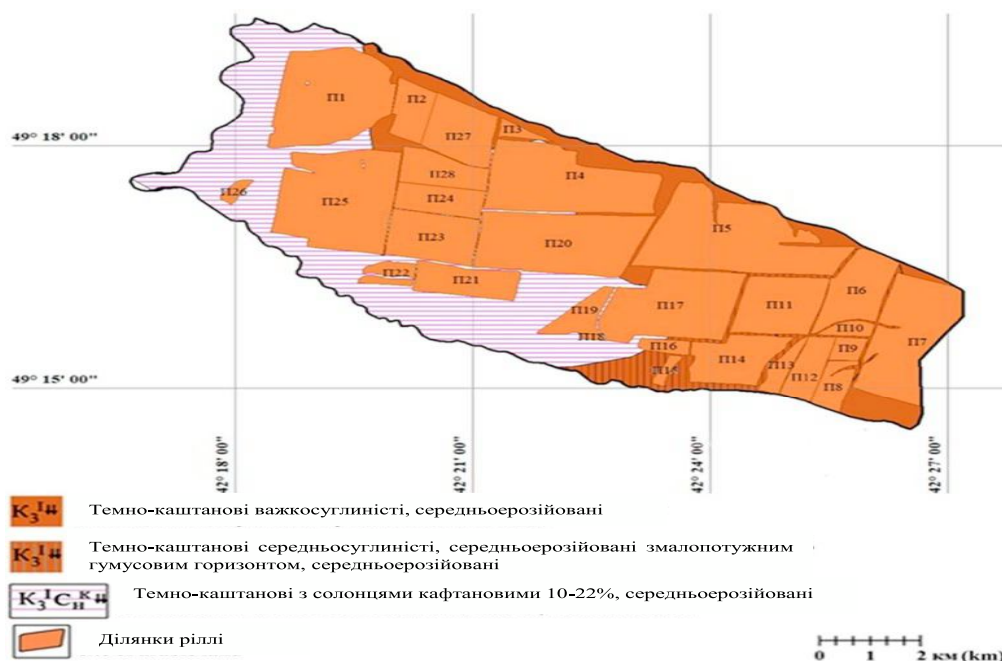 П1
П2
П27
П3
49° 18' 00"
П28
П4
П26
П25
П24
П5
П23
П20
П22
П21
П6
П19
П17
П11
П18
П10
П7
П16
П9
П14
П13
П15
П12
П8
49° 15' 00"
42° 18' 00"
42° 21' 00"
42° 24' 00"
42° 27' 00"
К₃ᴵ
Темно-каштанові важкосуглинисті, середньоерозійовані
К₃ᴵ
Темно-каштанові середньосуглинисті, середньоерозійовані змалопотужним
гумусовим горизонтом, середньоерозійовані
К₃ᴵСₙᴷ
Темно-каштанові з солонцями кафтановими 10-22%, середньоерозійовані
Ділянки ріллі
0 1 2 км (km)